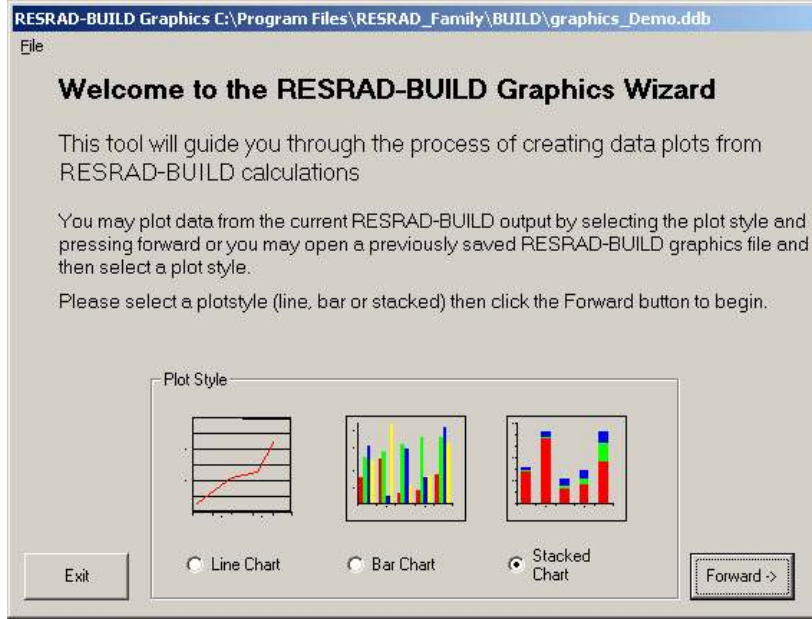 RESRAD-BUILD Graphics C:\Program Files\RESRAD_Family\BUILD\graphics_Demo.ddb
File
Welcome to the RESRAD-BUILD Graphics Wizard
This tool will guide you through the process of creating data plots from
RESRAD-BUILD calculations
You may plot data from the current RESRAD-BUILD output by selecting the plot style and
pressing forward or you may open a previously saved RESRAD-BUILD graphics file and
then select a plot style.
Please select a plotstyle (line, bar or stacked) then click the Forward button to begin.
Plot Style
Line Chart
Bar Chart
Stacked
Chart
Exit
Forward ->